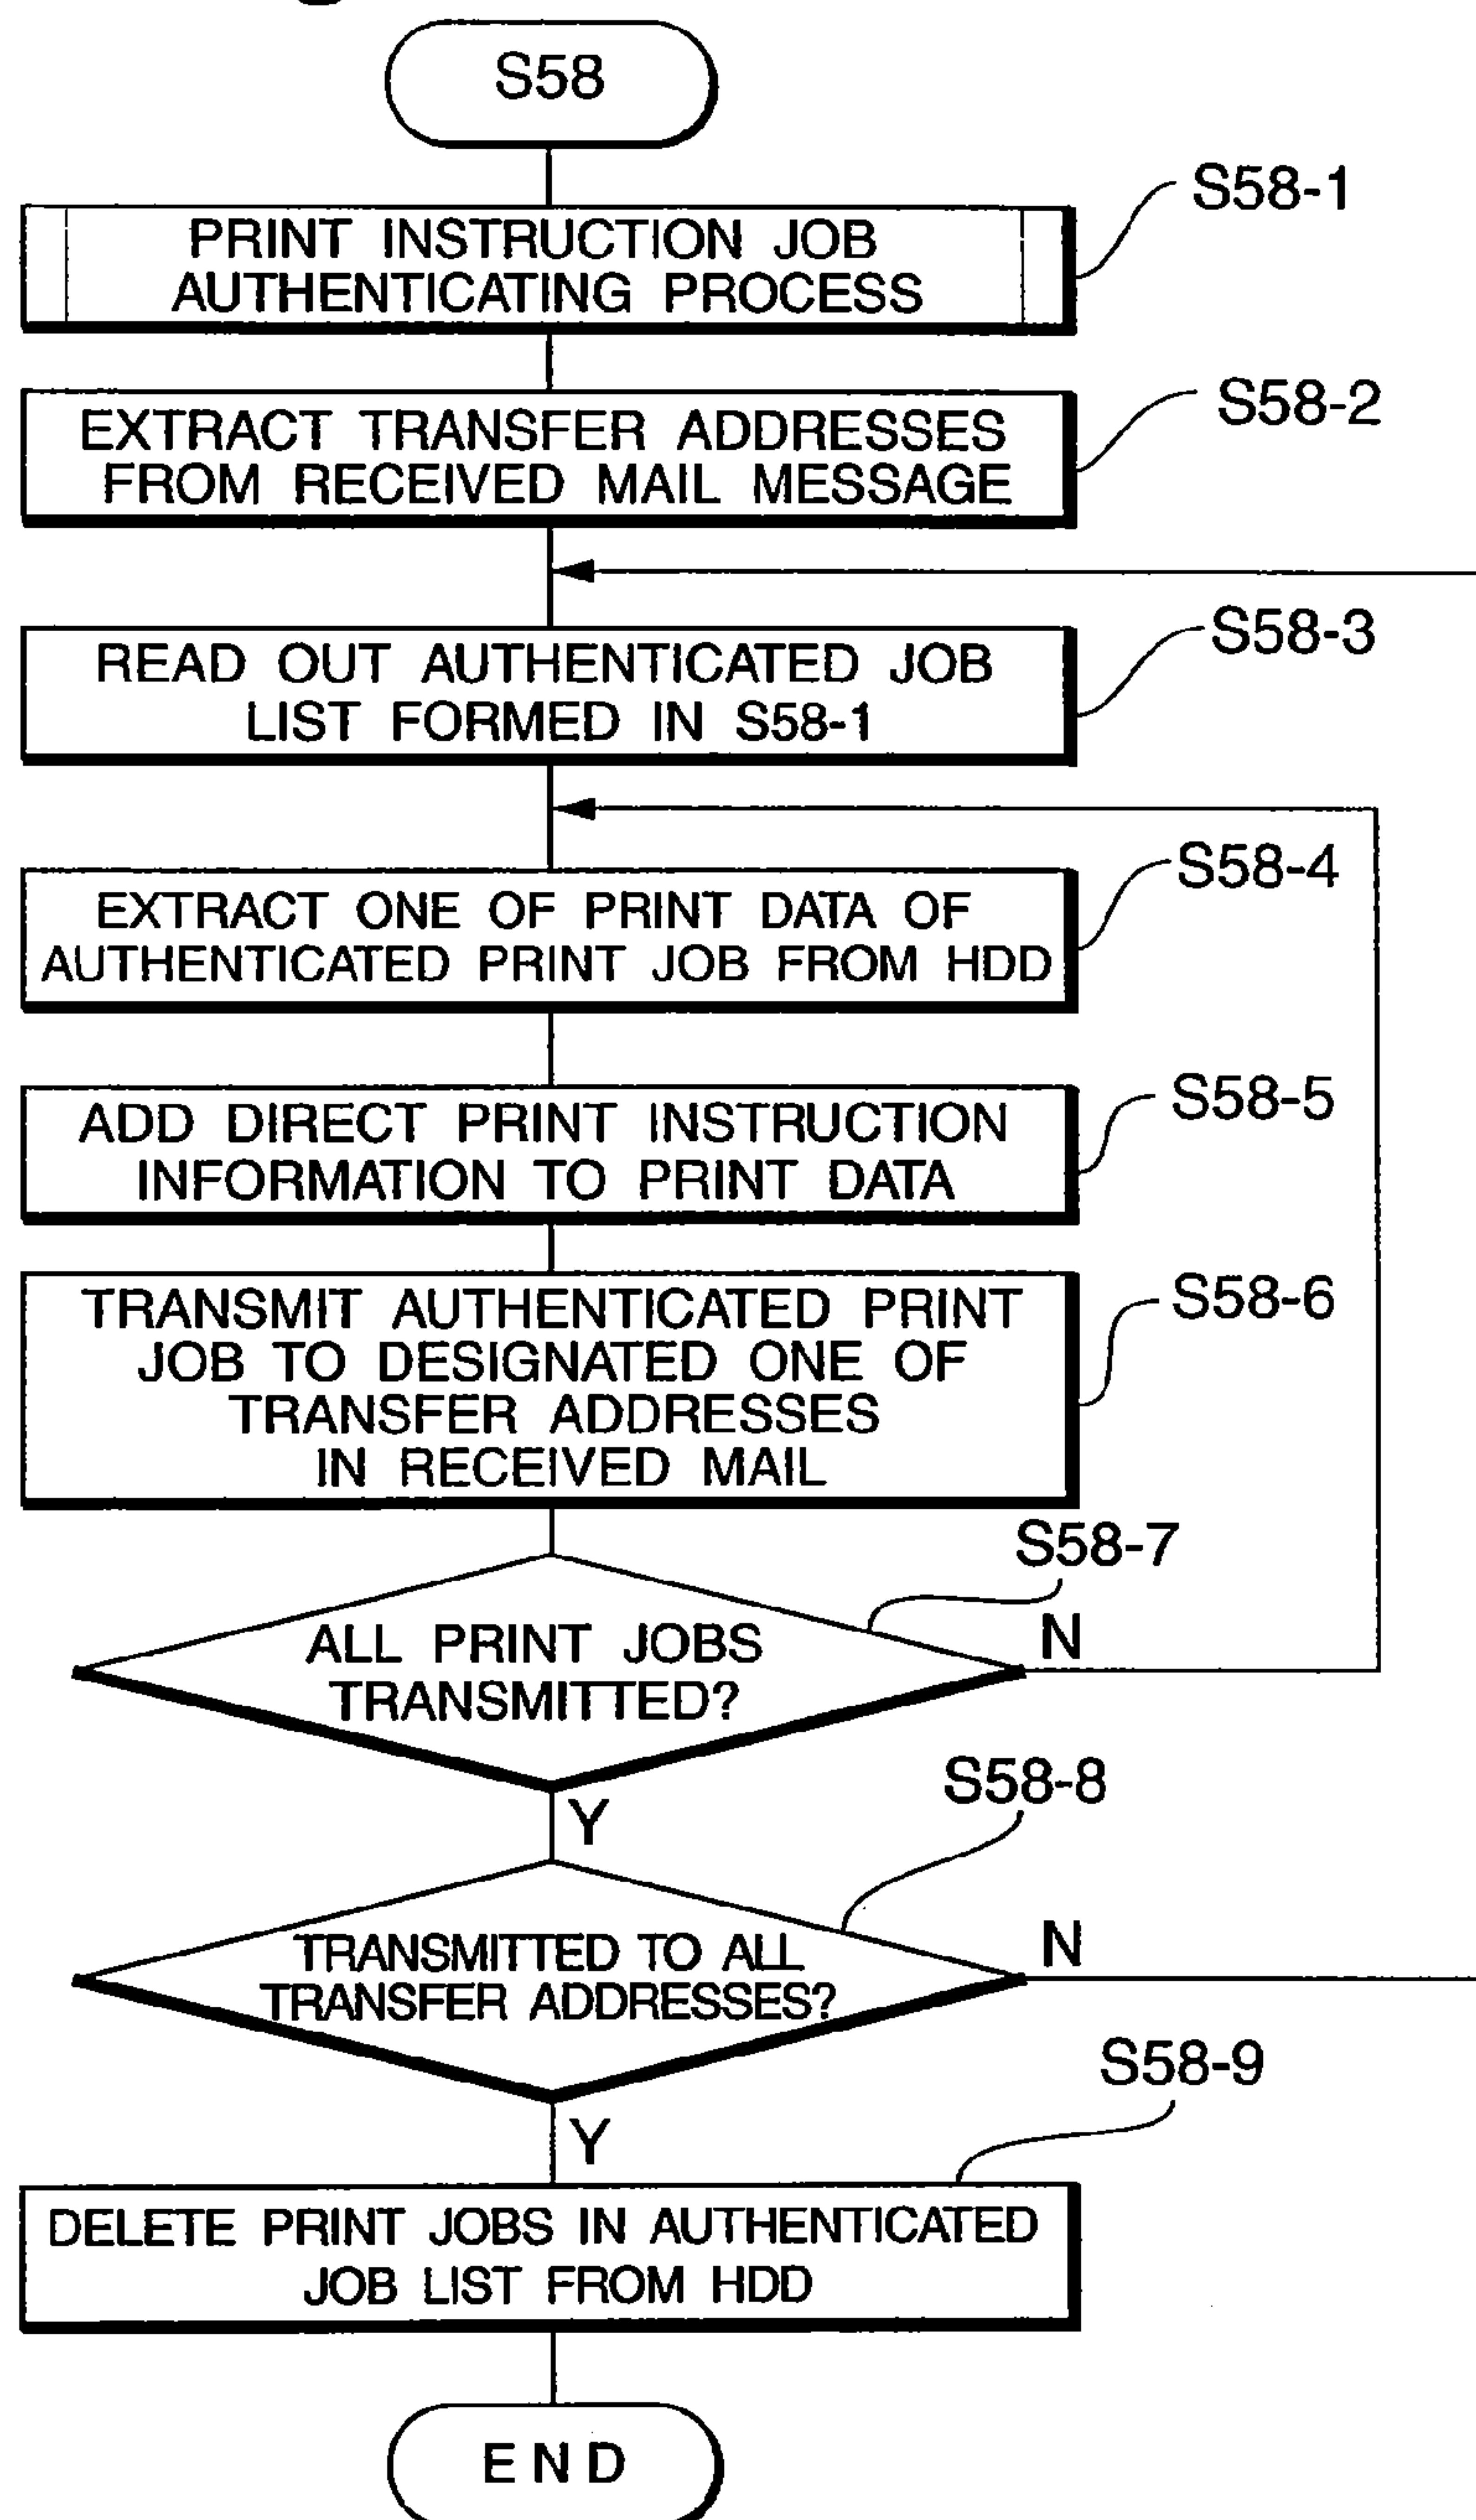 S58
S58-1
PRINT INSTRUCTION JOB
AUTHENTICATING PROCESS
S58-2
EXTRACT TRANSFER ADDRESSES
FROM RECEIVED MAIL MESSAGE
S58-3
READ OUT AUTHENTICATED JOB
LIST FORMED IN S58-1
S58-4
EXTRACT ONE OF PRINT DATA OF
AUTHENTICATED PRINT JOB FROM HDD
S58-5
ADD DIRECT PRINT INSTRUCTION
INFORMATION TO PRINT DATA
S58-6
TRANSMIT AUTHENTICATED PRINT
JOB TO DESIGNATED ONE OF
TRANSFER ADDRESSES
IN RECEIVED MAIL
S58-7
ALL PRINT JOBS
TRANSMITTED?
N
Y
S58-8
TRANSMITTED TO ALL
TRANSFER ADDRESSES?
N
Y
S58-9
DELETE PRINT JOBS IN AUTHENTICATED
JOB LIST FROM HDD
END